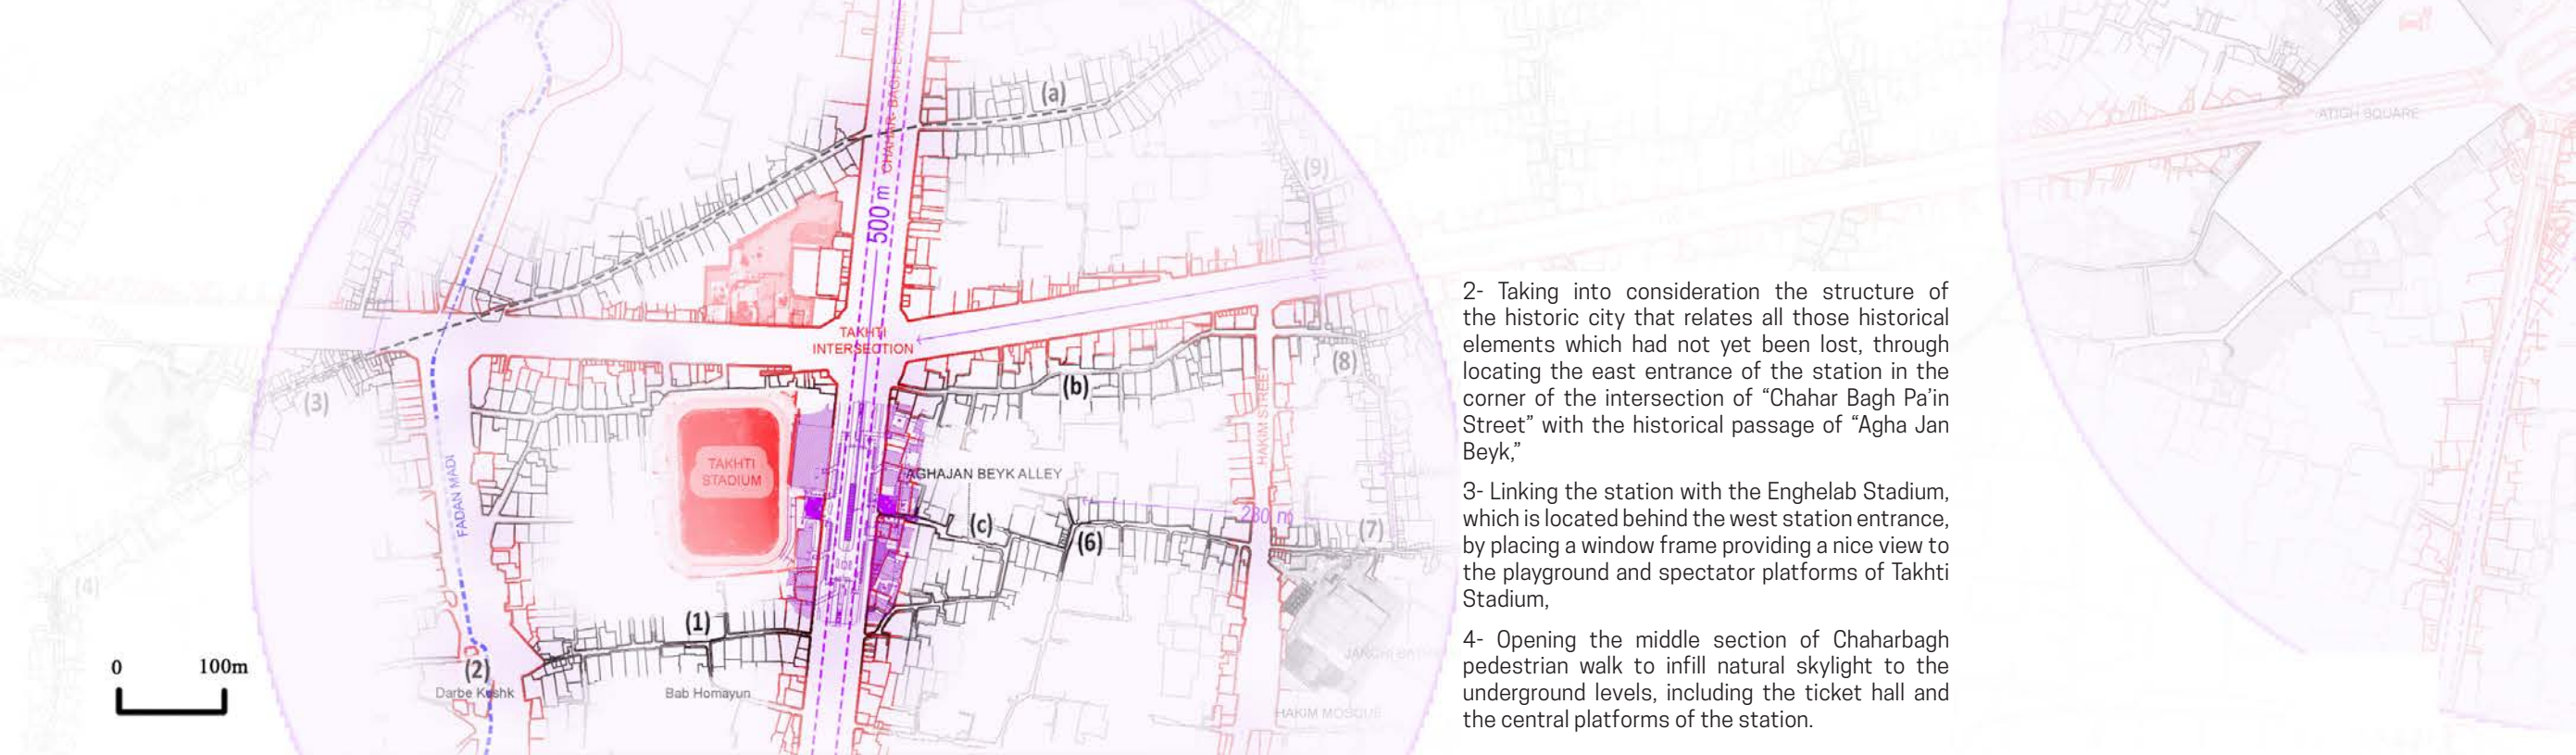 (a)
CHAHAR BAGH-E PAIEN
500 m
(9)
ATIGH SQUARE
TAKHTI
INTERSECTION
(3)
(b)
(8)
HAKIM STREET
TAKHTI
STADIUM
FADAN MADI
AGHAJAN BEYK ALLEY
(c)
(6)
(7)
(4)
(1)
(2)
Darbe Kushk
Bab Homayun
HAKIM MOSQUE
0 100m
2- Taking into consideration the structure of
the historic city that relates all those historical
elements which had not yet been lost, through
locating the east entrance of the station in the
corner of the intersection of “Chahar Bagh Pa’in
Street” with the historical passage of “Agha Jan
Beyk,”
3- Linking the station with the Enghelab Stadium,
which is located behind the west station entrance,
by placing a window frame providing a nice view to
the playground and spectator platforms of Takhti
Stadium,
4- Opening the middle section of Chaharbagh
pedestrian walk to infill natural skylight to the
underground levels, including the ticket hall and
the central platforms of the station.